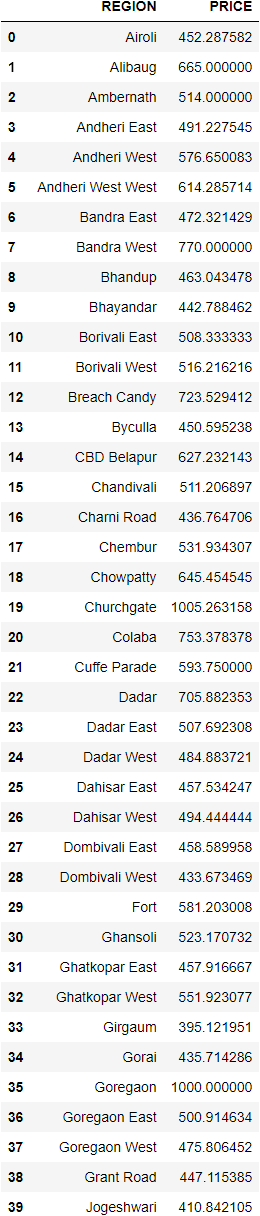 REGION PRICE
0 Airoli 452.287582
1 Alibaug 665.000000
2 Ambernath 514.000000
3 Andheri East 491.227545
4 Andheri West 576.650083
5 Andheri West West 614.285714
6 Bandra East 472.321429
7 Bandra West 770.000000
8 Bhandup 463.043478
9 Bhayandar 442.788462
10 Borivali East 508.333333
11 Borivali West 516.216216
12 Breach Candy 723.529412
13 Byculla 450.595238
14 CBD Belapur 627.232143
15 Chandivali 511.206897
16 Charni Road 436.764706
17 Chembur 531.934307
18 Chowpatty 645.454545
19 Churchgate 1005.263158
20 Colaba 753.378378
21 Cuffe Parade 593.750000
22 Dadar 705.882353
23 Dadar East 507.692308
24 Dadar West 484.883721
25 Dahisar East 457.534247
26 Dahisar West 494.444444
27 Dombivali East 458.589958
28 Dombivali West 433.673469
29 Fort 581.203008
30 Ghansoli 523.170732
31 Ghatkopar East 457.916667
32 Ghatkopar West 551.923077
33 Girgaum 395.121951
34 Gorai 435.714286
35 Goregaon 1000.000000
36 Goregaon East 500.914634
37 Goregaon West 475.806452
38 Grant Road 447.115385
39 Jogeshwari 410.842105